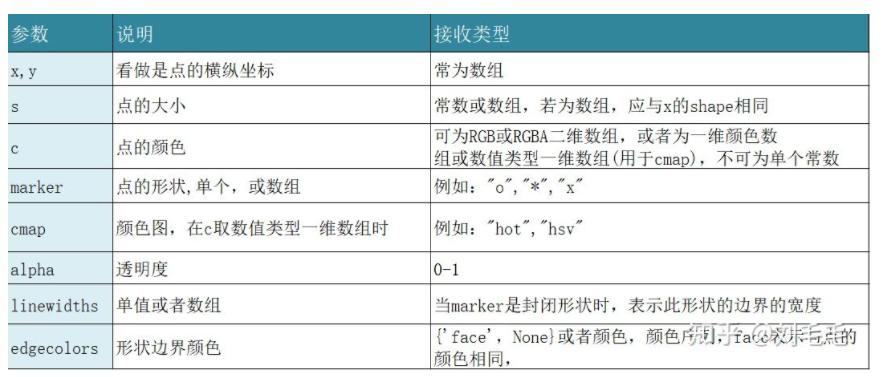 参数 说明 接收类型
x,y 看做是点的横纵坐标 常为数组
s 点的大小 常数或数组，若为数组，应与x的shape相同
c 点的颜色 可为RGB或RGBA二维数组，或者为一维颜色数
组或数值类型一维数组(用于cmap)，不可为单个常数
marker 点的形状,单个，或数组 例如："o","*","x"
cmap 颜色图，在c取数值类型一维数组时 例如："hot","hsv"
alpha 透明度 0-1
linewidths 单值或者数组 当marker是封闭形状时，表示此形状的边界的宽度
edgecolors 形状边界颜色 {'face'，None}或者颜色，颜色序列，face表示与点的
颜色相同，
知乎